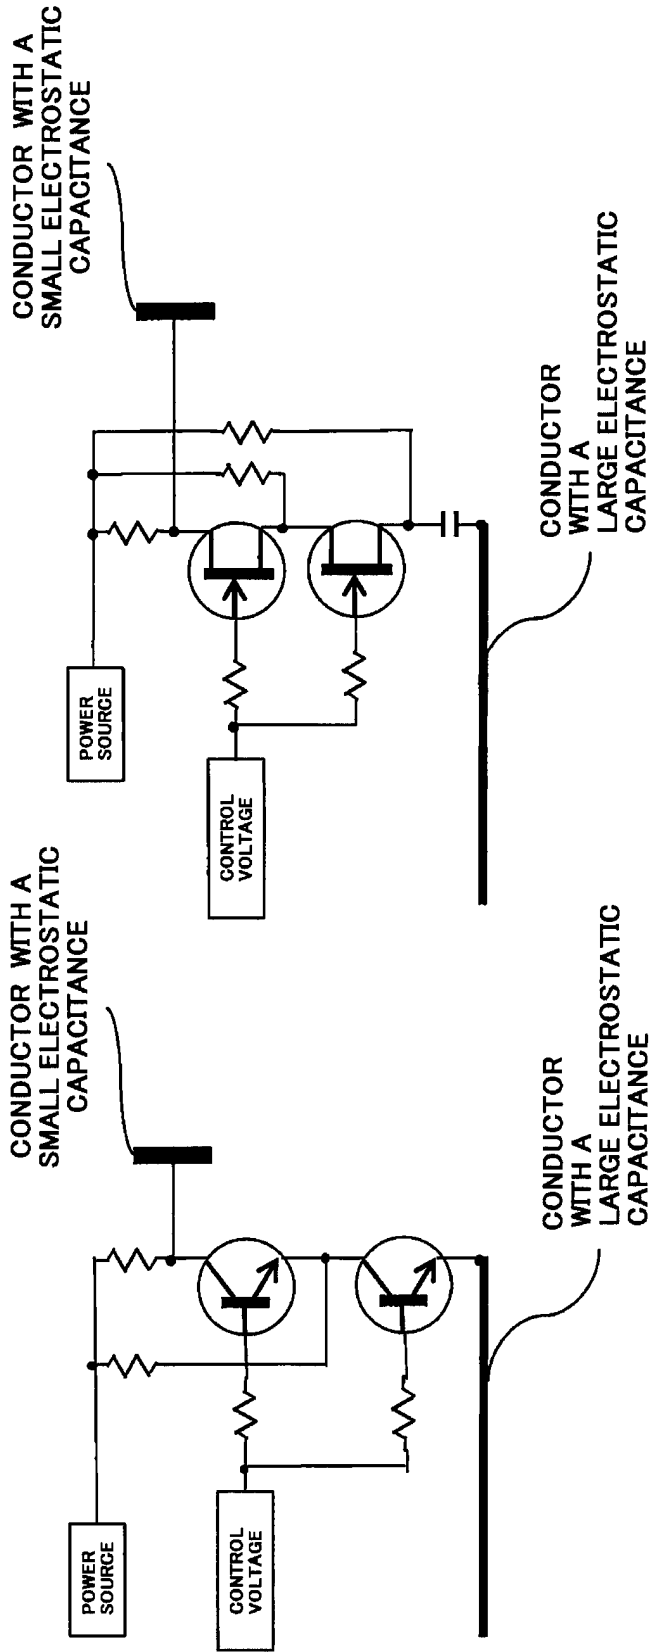 CONDUCTOR WITH A
SMALL ELECTROSTATIC
CAPACITANCE
POWER
SOURCE
CONTROL
VOLTAGE
CONDUCTOR
WITH A
LARGE ELECTROSTATIC
CAPACITANCE
CONDUCTOR WITH A
SMALL ELECTROSTATIC
CAPACITANCE
POWER
SOURCE
CONTROL
VOLTAGE
CONDUCTOR
WITH A
LARGE ELECTROSTATIC
CAPACITANCE